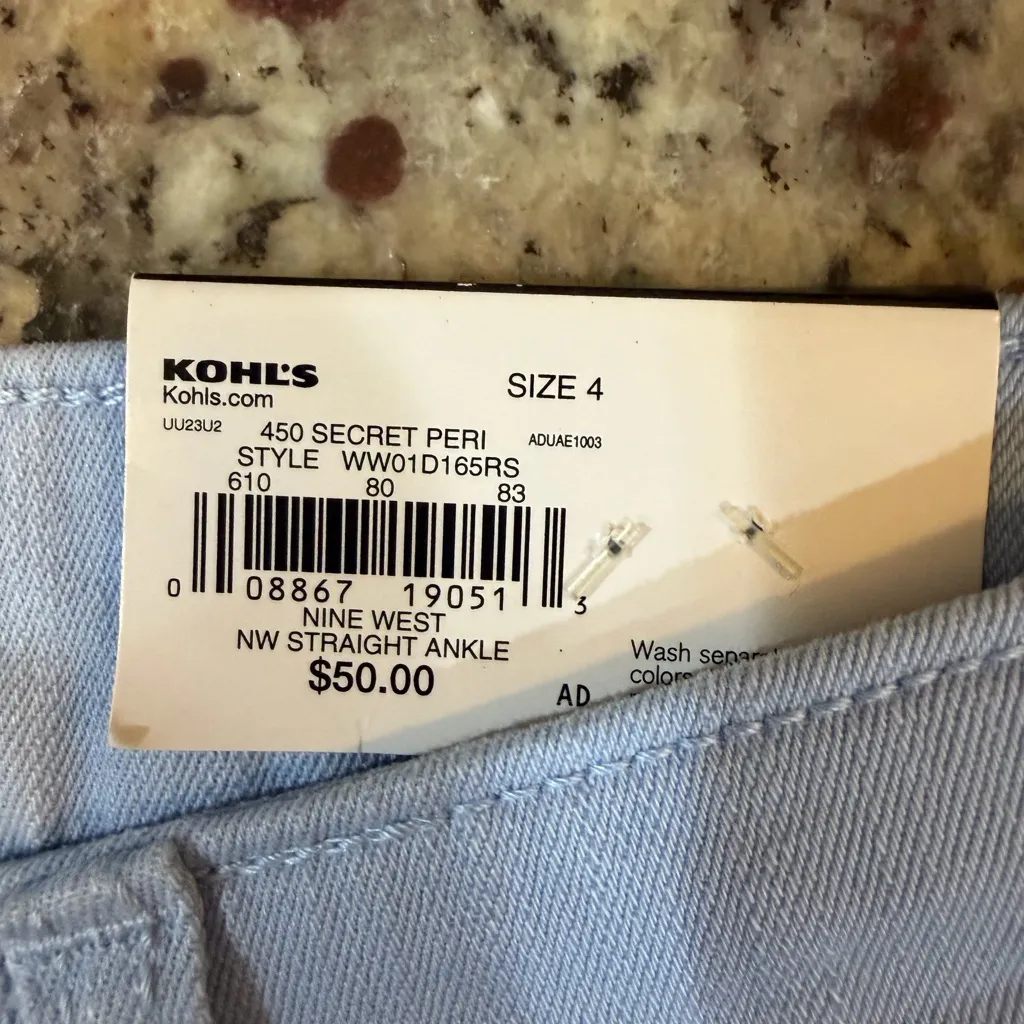 KOHL'S
Kohls.com
SIZE 4
UU23U2
450 SECRET PERI
ADUAE1003
STYLE WW01D165RS
610 80 83
0 08867 19051 3
NINE WEST
NW STRAIGHT ANKLE
$50.00
AD
Wash
colors